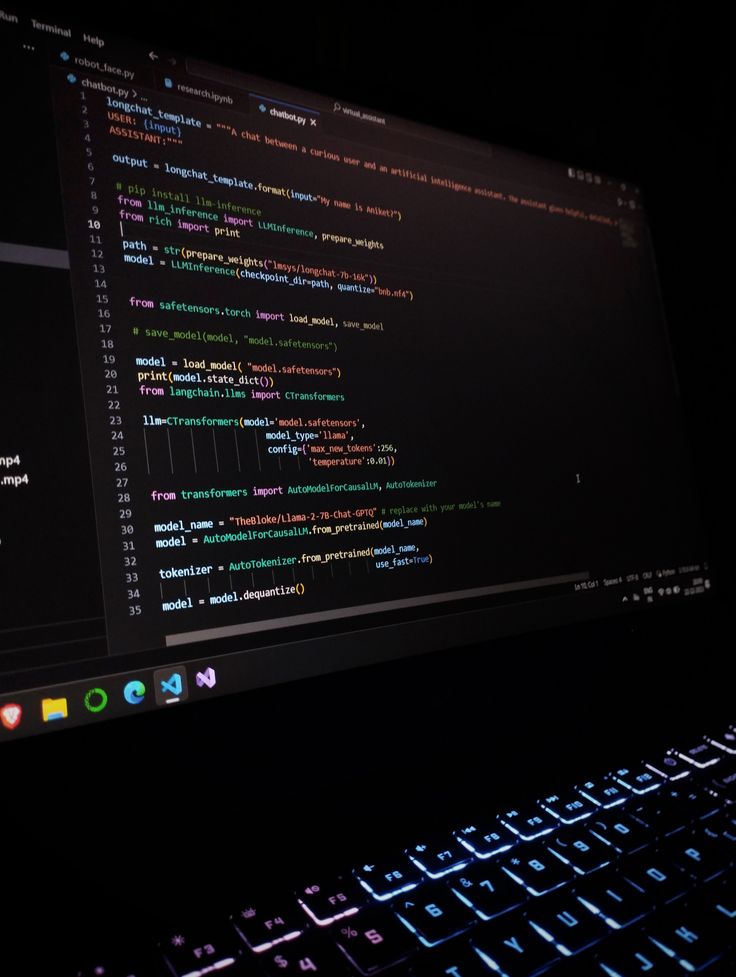 Run Terminal Help
robot_face.py
research.ipynb
chatbot.py
virtual_assistant
chatbot.py > ...
1 longchat_template = """A chat between a curious user and an artificial intelligence assistant. The assistant gives helpful, detailed,
2 USER: {input}
3 ASSISTANT:"""
4
5 output = longchat_template.format(input="My name is Aniket?")
6
7 # pip install llm-inference
8 from llm_inference import LLMInference, prepare_weights
9 from rich import print
10
11 path = str(prepare_weights("lmsys/longchat-7b-16k"))
12 model = LLMInference(checkpoint_dir=path, quantize="bnb.nf4")
13
14
15 from safetensors.torch import load_model, save_model
16
17 # save_model(model, "model.safetensors")
18
19 model = load_model( "model.safetensors")
20 print(model.state_dict())
21 from langchain.llms import CTransformers
22
23 llm=CTransformers(model='model.safetensors',
24 model_type='llama',
25 config={'max_new_tokens':256,
26 'temperature':0.01})
27
28 from transformers import AutoModelForCausalLM, AutoTokenizer
29
30 model_name = "TheBloke/Llama-2-7B-Chat-GPTQ" # replace with your model's name
31 model = AutoModelForCausalLM.from_pretrained(model_name)
32
33 tokenizer = AutoTokenizer.from_pretrained(model_name,
34 use_fast=True)
35 model = model.dequantize()
mp4
.mp4
Ln 10, Col 1 Spaces: 4 UTF-8 CRLF Python
ENG
F3 F4 F5 F6 F7 F8 F9 F10 F11 F12
$ 4 % 5 ^ 6 & 7 * 8 ( 9 ) 0 - + =
T Y U I O P
J K L